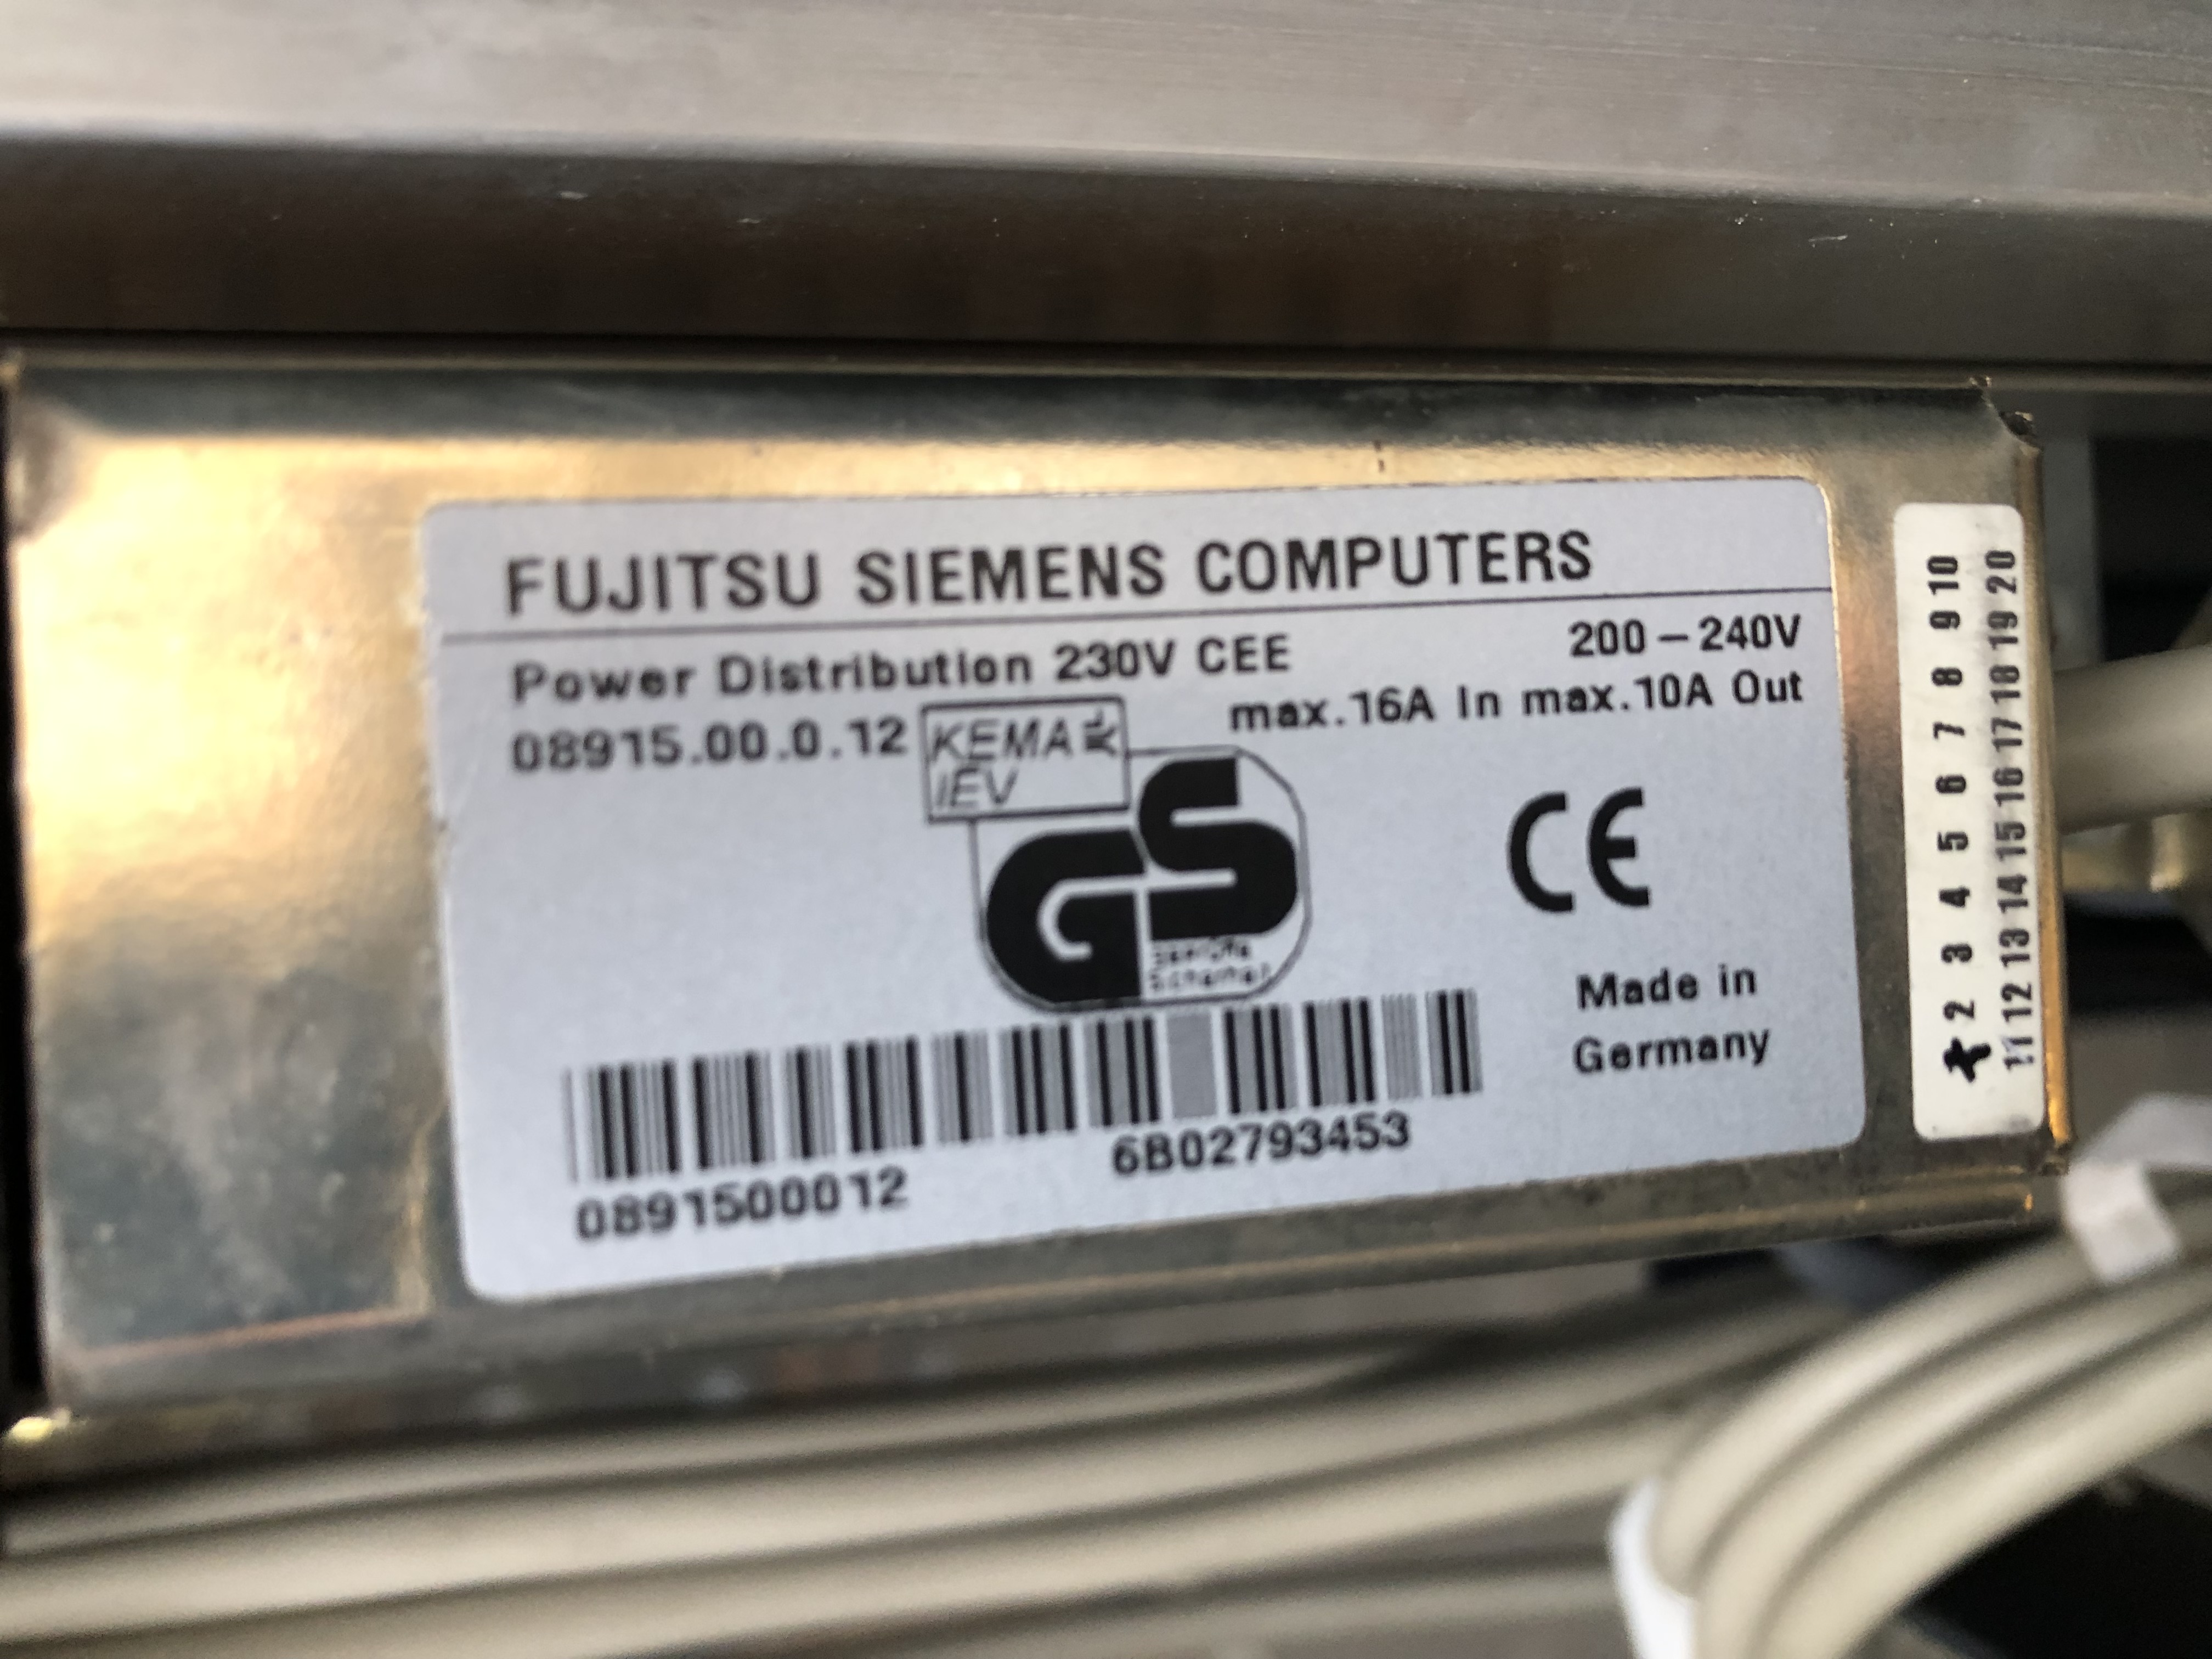 FUJITSU SIEMENS COMPUTERS
Power Distribution 230V CEE
200-240V
08915.00.0.12
max.16A In max.10A Out
KEMA
IEV
GS
geprüfte
CE
Made in
Germany
0891500012
6B02793453
2 3 4 5 6 7 8 9 10
11 12 13 14 15 16 17 18 19 20